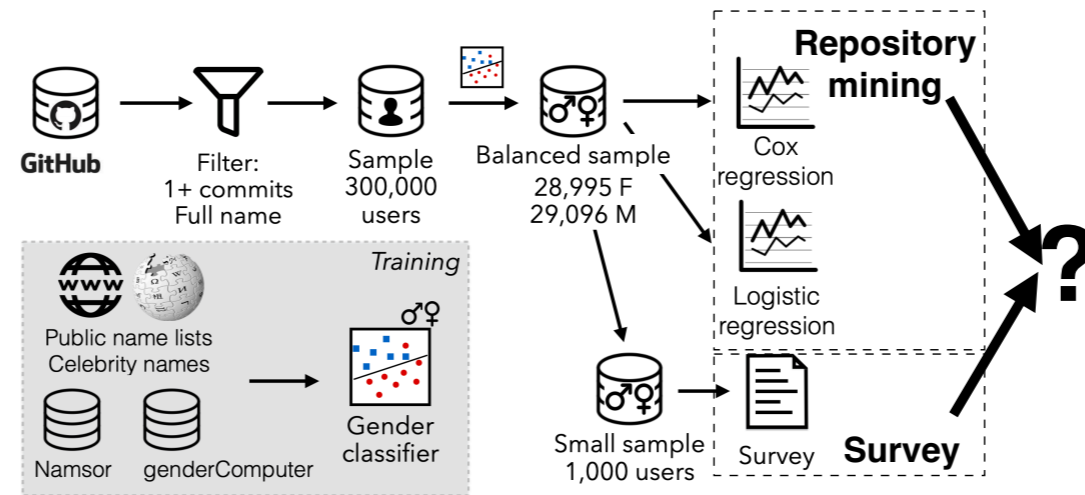 GitHub
Filter:
1+ commits
Full name
Sample
300,000
users
Balanced sample
28,995 F
29,096 M
Repository
mining
Cox
regression
Logistic
regression
?
Training
WWW
Public name lists
Celebrity names
Namsor
genderComputer
Gender
classifier
Small sample
1,000 users
Survey
Survey